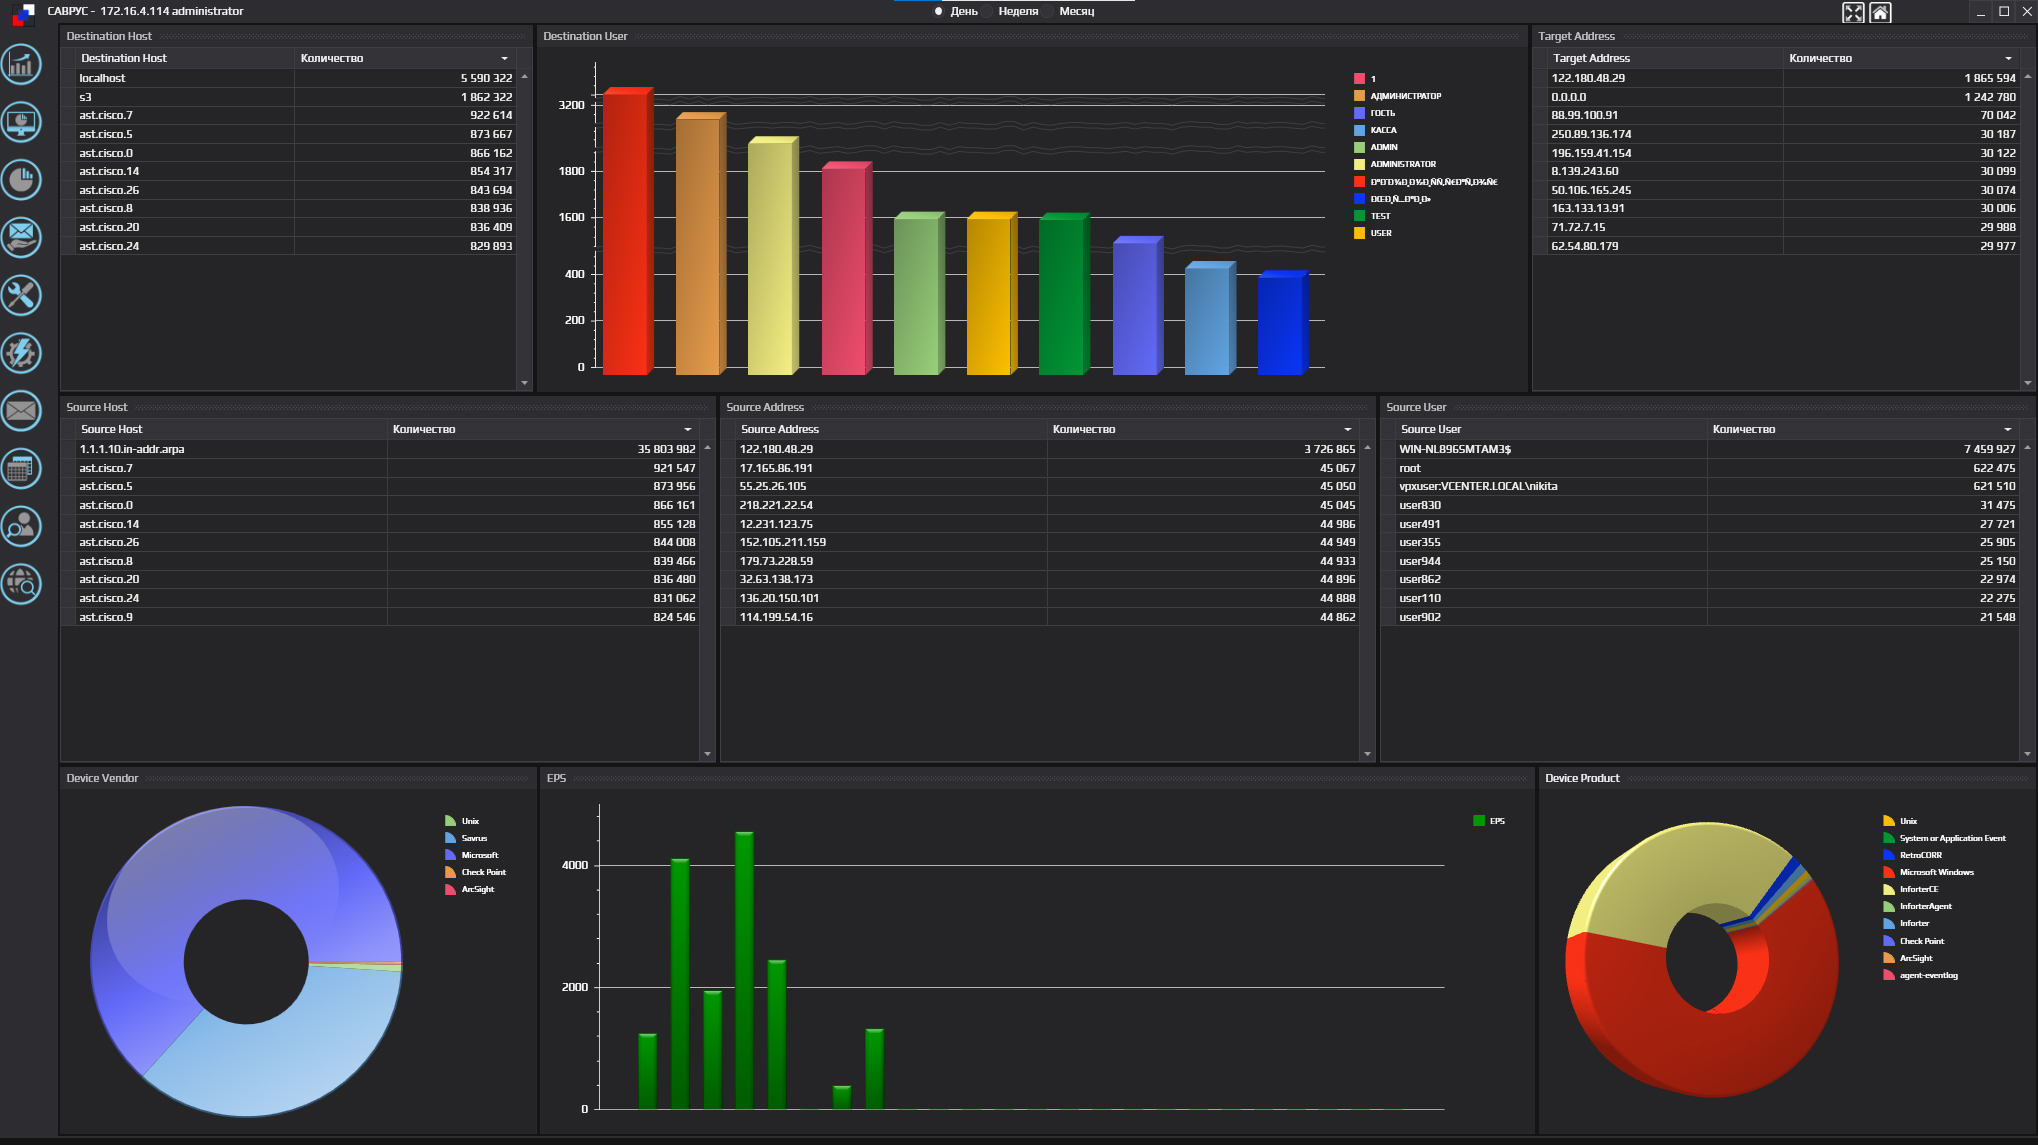 САВРУС - 172.16.4.114 administrator
День Неделя Месяц
Destination Host
Destination Host Количество
localhost 5 590 322
s3 1 862 322
ast.cisco.7 922 614
ast.cisco.5 873 667
ast.cisco.0 866 162
ast.cisco.14 854 317
ast.cisco.26 843 694
ast.cisco.8 838 936
ast.cisco.20 836 409
ast.cisco.24 829 893
Destination User
3200
1800
1600
400
200
0
1
АДМИНИСТРАТОР
ГОСТЬ
КАССА
ADMIN
ADMINISTRATOR
TEST
USER
Target Address
Target Address Количество
122.180.48.29 1 865 594
0.0.0.0 1 242 780
88.99.100.91 70 042
250.89.136.174 30 187
196.159.41.154 30 122
8.139.243.60 30 099
50.106.165.245 30 074
163.133.13.91 30 006
71.72.7.15 29 988
62.54.80.179 29 977
Source Host
Source Host Количество
1.1.1.10.in-addr.arpa 35 803 982
ast.cisco.7 921 547
ast.cisco.5 873 956
ast.cisco.0 866 161
ast.cisco.14 855 128
ast.cisco.26 844 008
ast.cisco.8 839 466
ast.cisco.20 836 480
ast.cisco.24 831 062
ast.cisco.9 824 546
Source Address
Source Address Количество
122.180.48.29 3 726 865
17.165.86.191 45 067
55.25.26.105 45 050
218.221.22.54 45 045
12.231.123.75 44 986
152.105.211.159 44 949
179.73.228.59 44 933
32.63.138.173 44 896
136.20.150.101 44 888
114.199.54.16 44 862
Source User
Source User Количество
WIN-NL8965MTAM3$ 7 459 927
root 622 475
vpxuser:VCENTER.LOCAL\nikita 621 510
user830 31 475
user491 27 721
user355 25 905
user944 25 150
user862 22 974
user110 22 275
user902 21 548
Device Vendor
Unix
Savrus
Microsoft
Check Point
ArcSight
EPS
4000
2000
0
EPS
Device Product
Unix
System or Application Event
RetroCORR
Microsoft Windows
InforterCE
InforterAgent
Inforter
Check Point
ArcSight
agent-eventlog